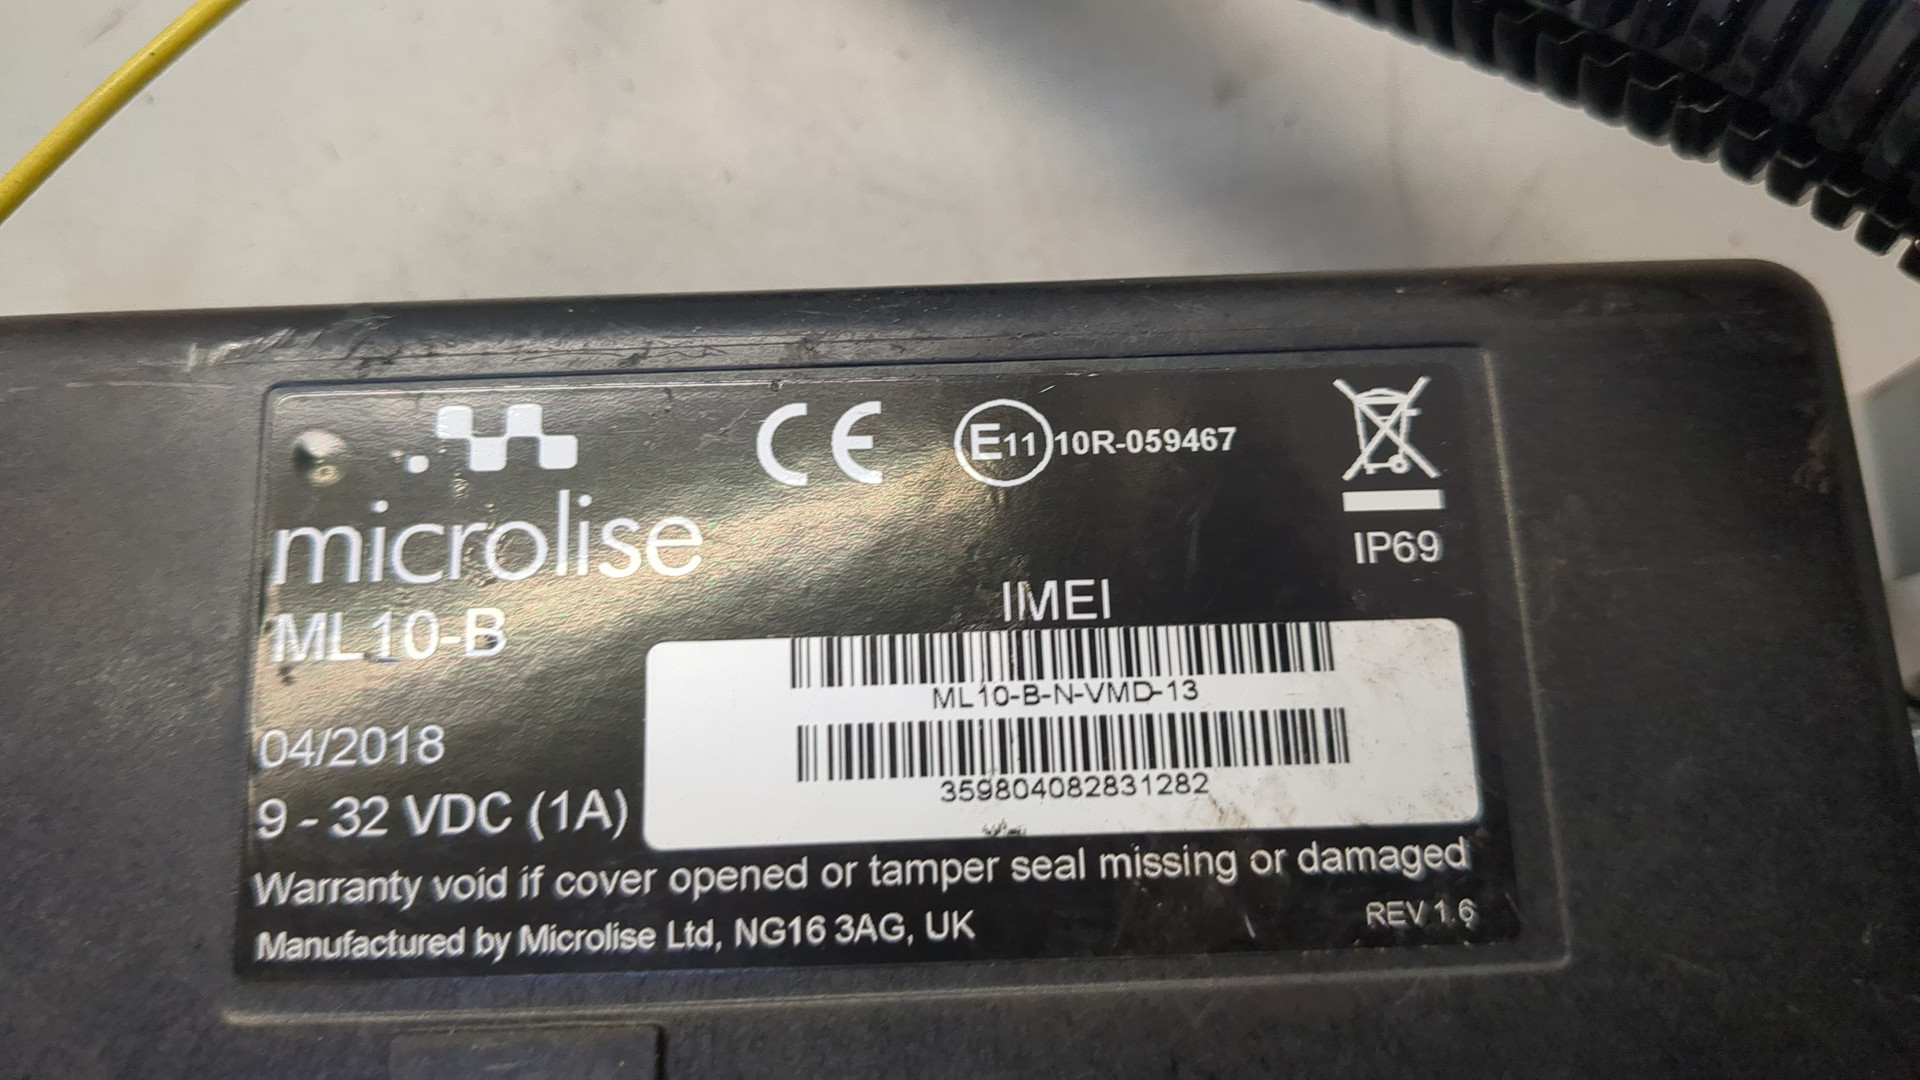 CE E11 10R-059467
microlise
IP69
ML10-B
IMEI
ML10-B-N-VMD-13
04/2018
359804082831282
9 - 32 VDC (1A)
Warranty void if cover opened or tamper seal missing or damaged
Manufactured by Microlise Ltd, NG16 3AG, UK
REV 1.6